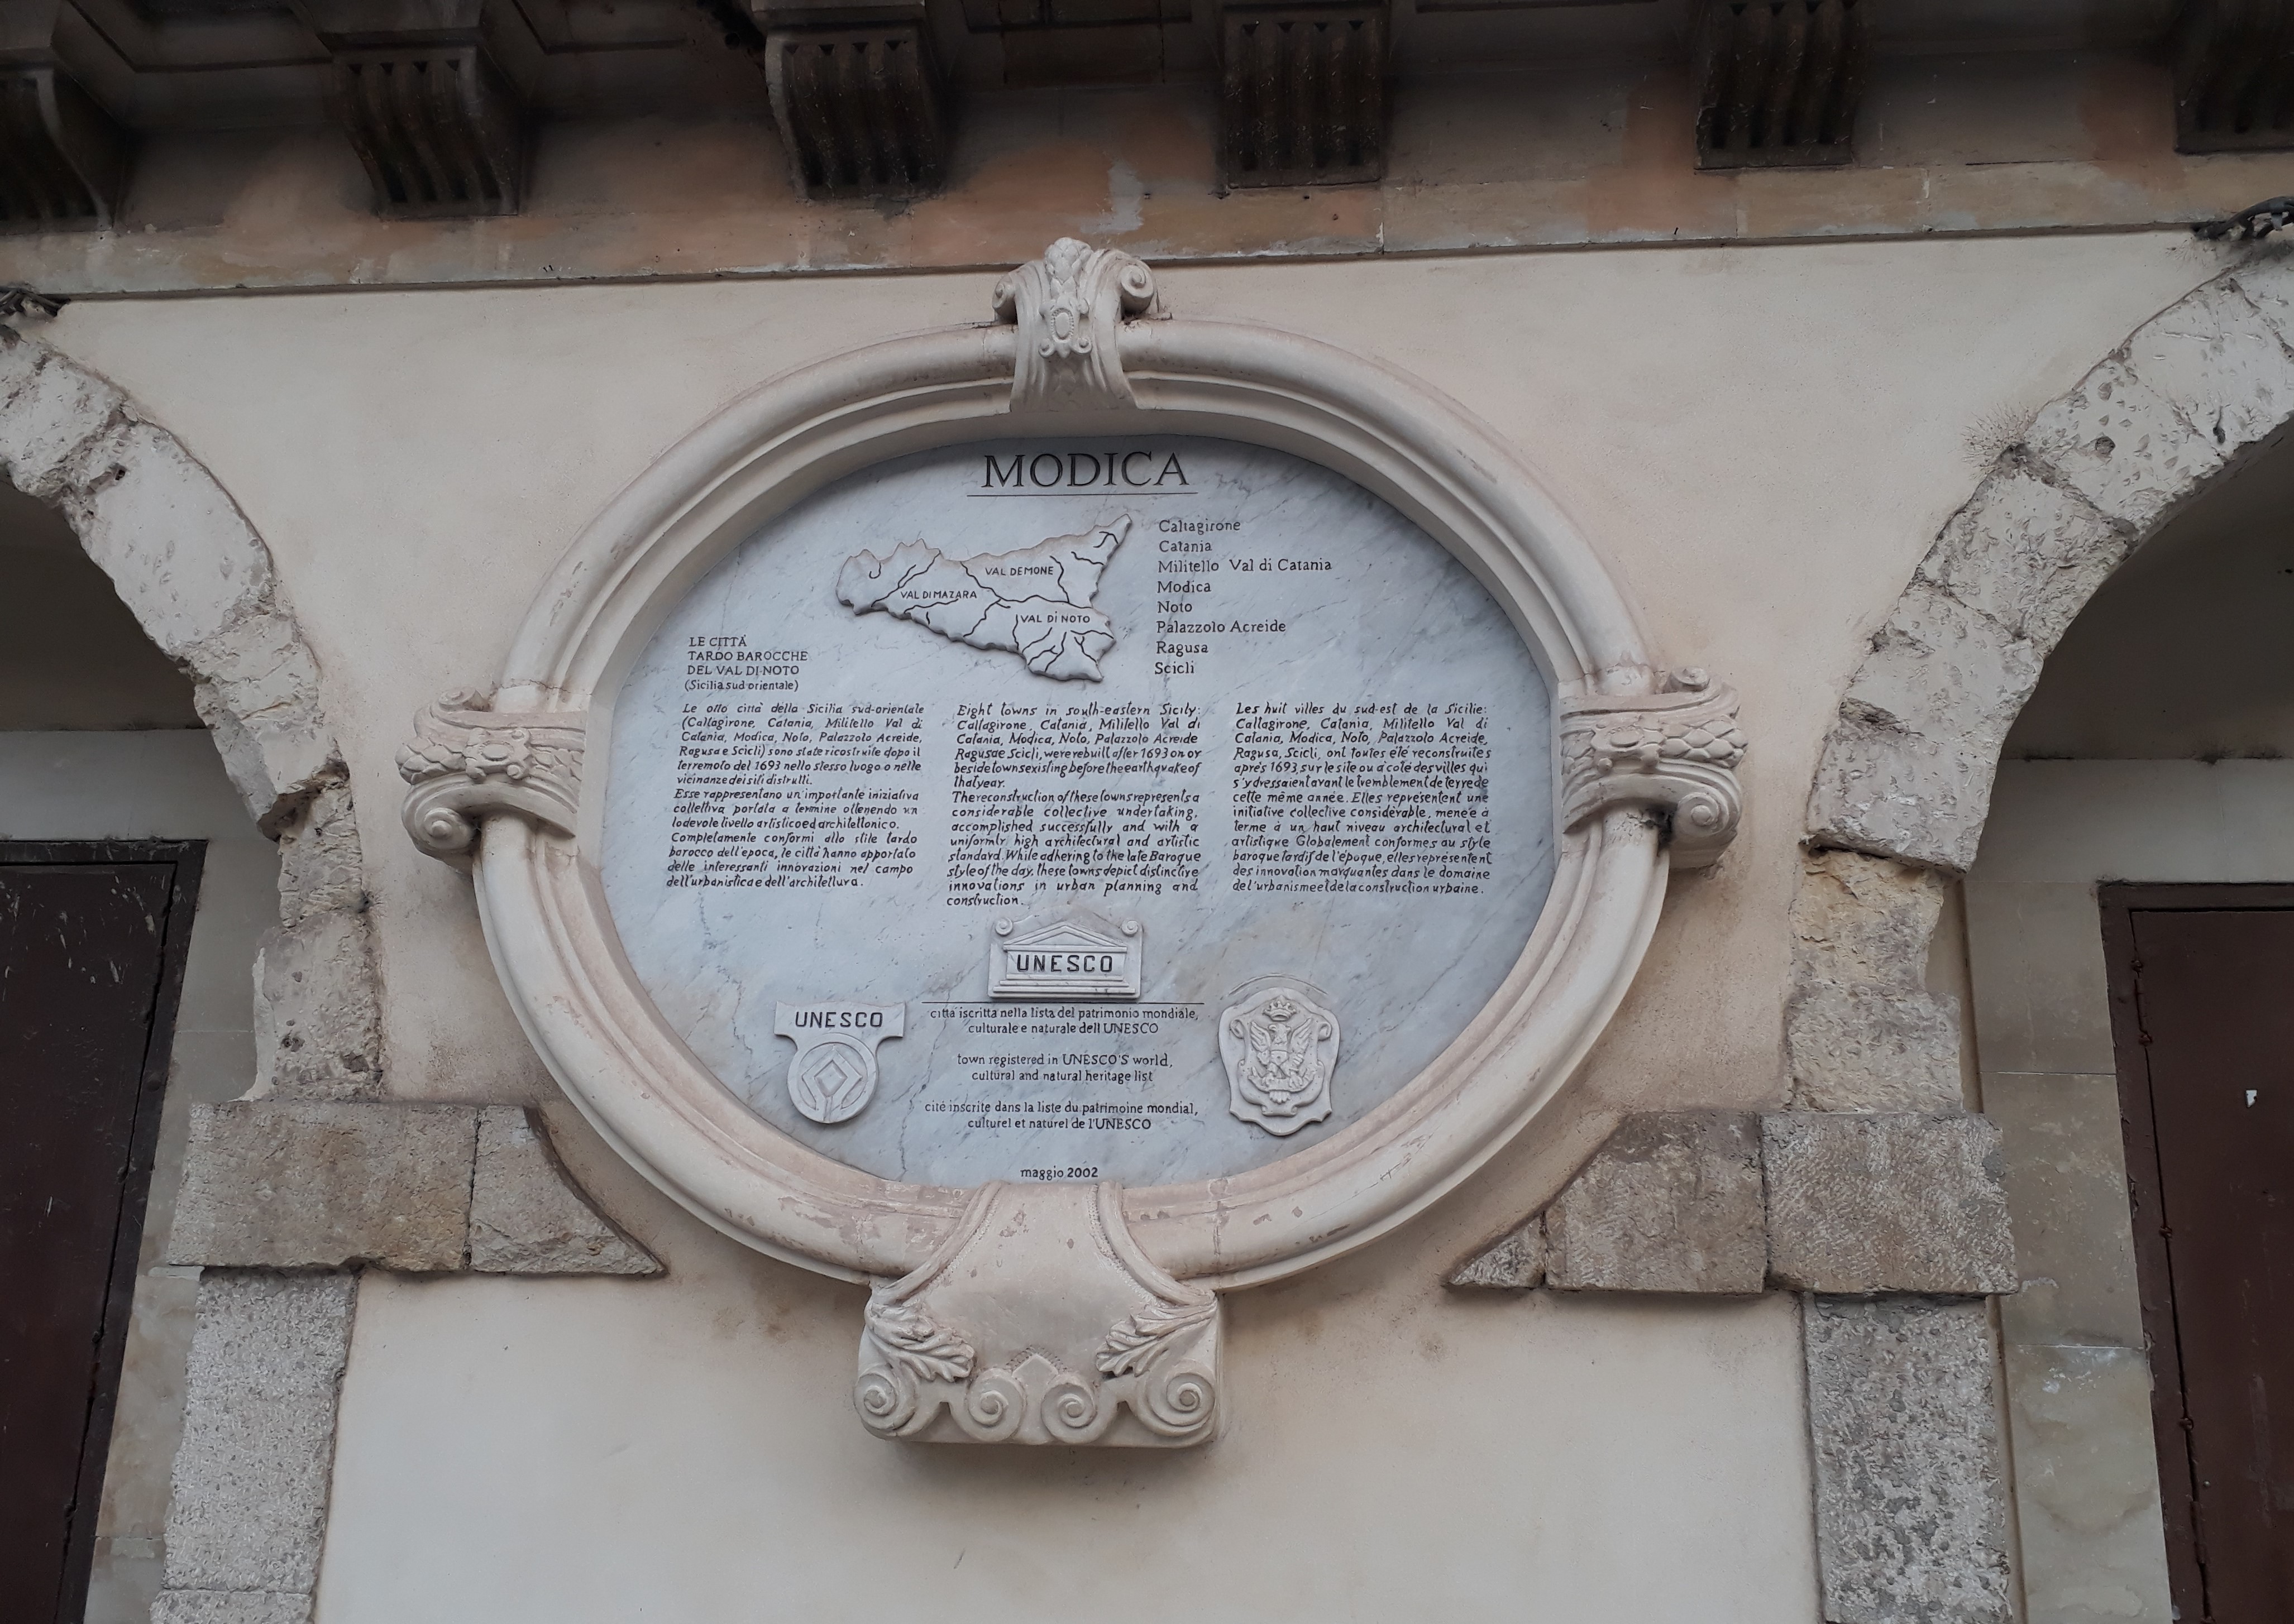 MODICA
VAL DEMONE
VAL DI MAZARA
VAL DI NOTO
Caltagirone
Catania
Militello Val di Catania
Modica
Noto
Palazzolo Acreide
Ragusa
Scicli
LE CITTÀ
TARDO BAROCCHE
DEL VAL DI NOTO
(Sicilia sud orientale)
Le otto città della Sicilia sud-orientale
(Caltagirone, Catania, Militello Val di
Catania, Modica, Noto, Palazzolo Acreide,
Ragusa e Scicli) sono state ricostruite dopo il
terremoto del 1693 nello stesso luogo o nelle
vicinanze dei siti distrutti.
Esse rappresentano un'importante iniziativa
collettiva portata a termine ottenendo un
lodevole livello artistico ed architettonico.
Completamente conformi allo stile tardo
barocco dell'epoca, le città hanno apportato
delle interessanti innovazioni nel campo
dell'urbanistica e dell'architettura.
Eight towns in south-eastern Sicily:
Caltagirone, Catania, Militello Val di
Catania, Modica, Noto, Palazzolo Acreide
Ragusa e Scicli, were rebuilt after 1693 on or
beside towns existing before the earthquake of
that year.
The reconstruction of these towns represents a
considerable collective undertaking,
accomplished successfully and with a
uniformly high architectural and artistic
standard. While adhering to the late Baroque
style of the day, these towns depict distinctive
innovations in urban planning and
construction.
Les huit villes du sud-est de la Sicilie:
Caltagirone, Catania, Militello Val di
Catania, Modica, Noto, Palazzolo Acreide,
Ragusa, Scicli, ont toutes été reconstruites
après 1693, sur le site ou à coté des villes qui
s'y dressaient avant le tremblement de terre de
cette même année. Elles représentent une
initiative collective considérable, menée à
terme à un haut niveau architectural et
artistique Globalement conformes au style
baroque tardif de l'époque, elles représentent
des innovation marquantes dans le domaine
de l'urbanisme et de la construction urbaine.
UNESCO
UNESCO
città iscritta nella lista del patrimonio mondiale,
culturale e naturale dell UNESCO
town registered in UNESCO'S world,
cultural and natural heritage list
citè inscrite dans la liste du patrimoine mondial,
culturel et naturel de l'UNESCO
maggio 2002